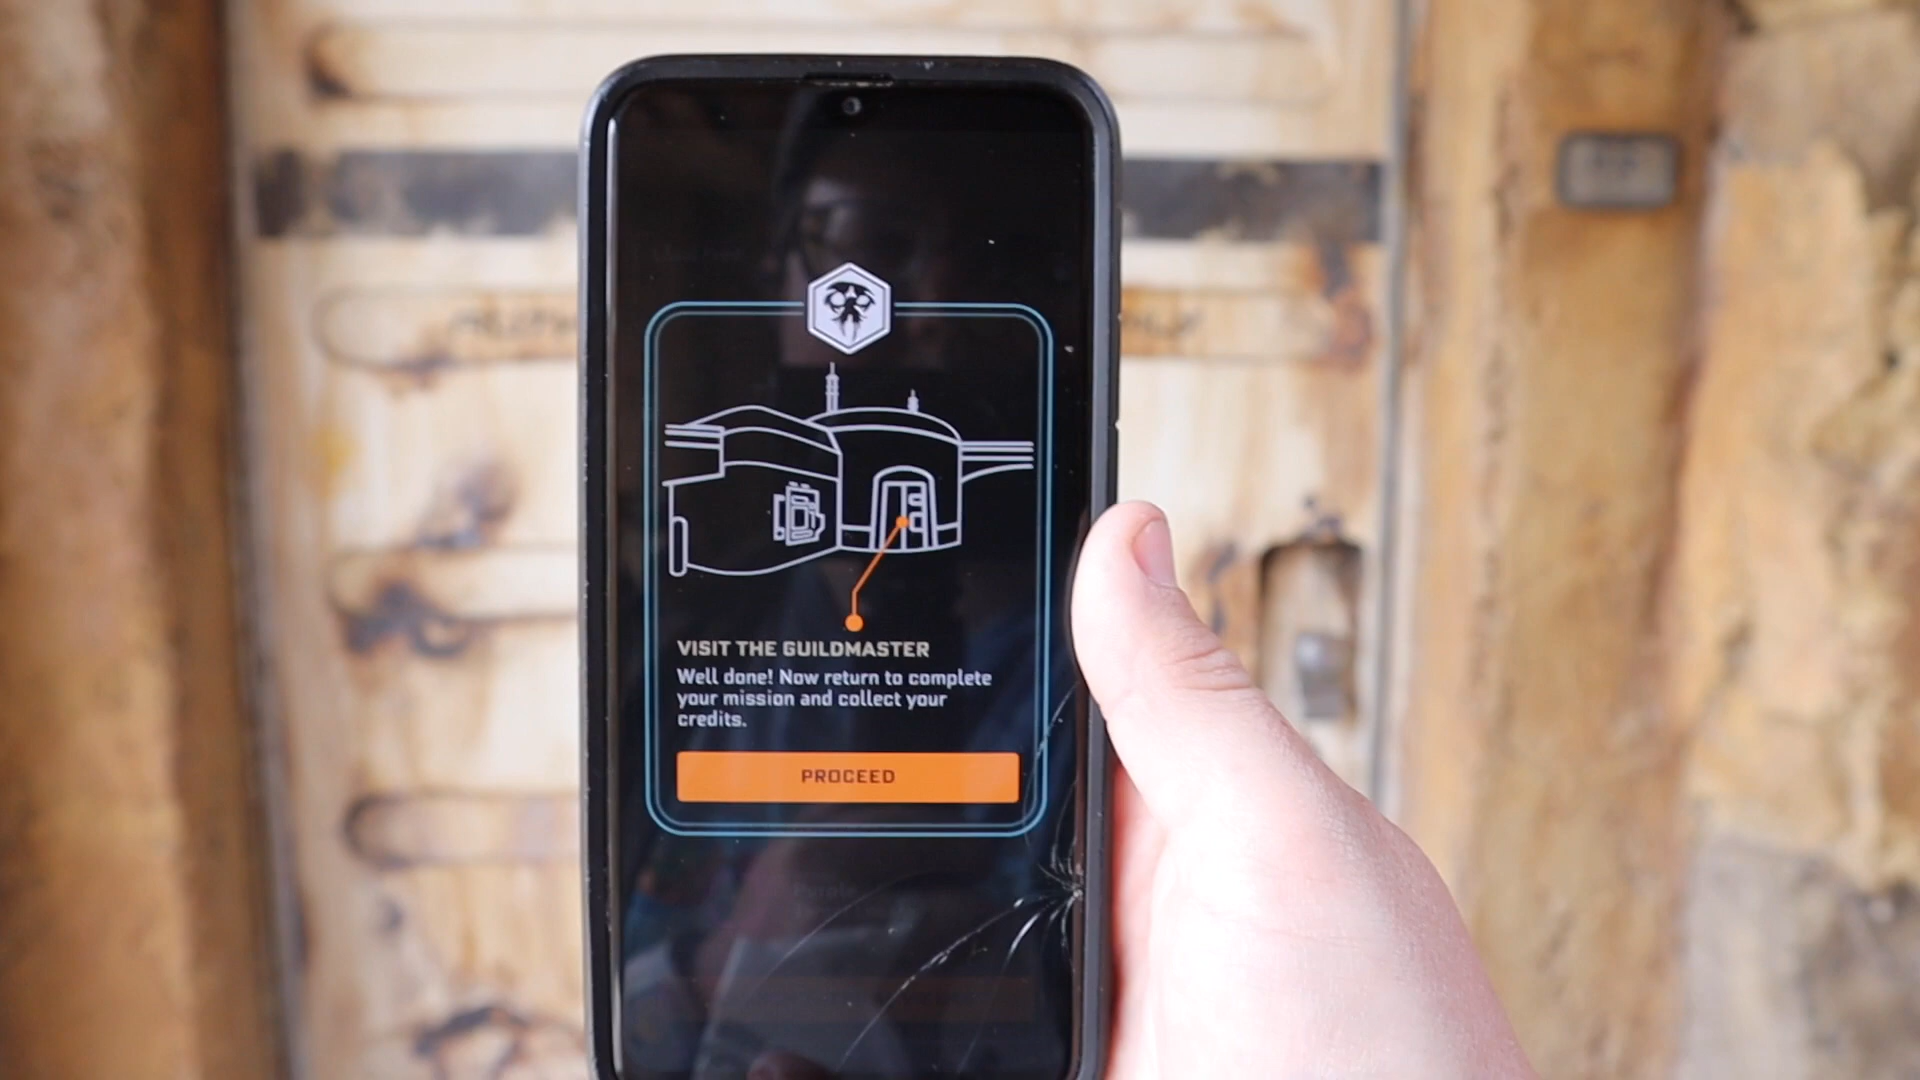 VISIT THE GUILDMASTER
Well done! Now return to complete
your mission and collect your
credits.
PROCEED